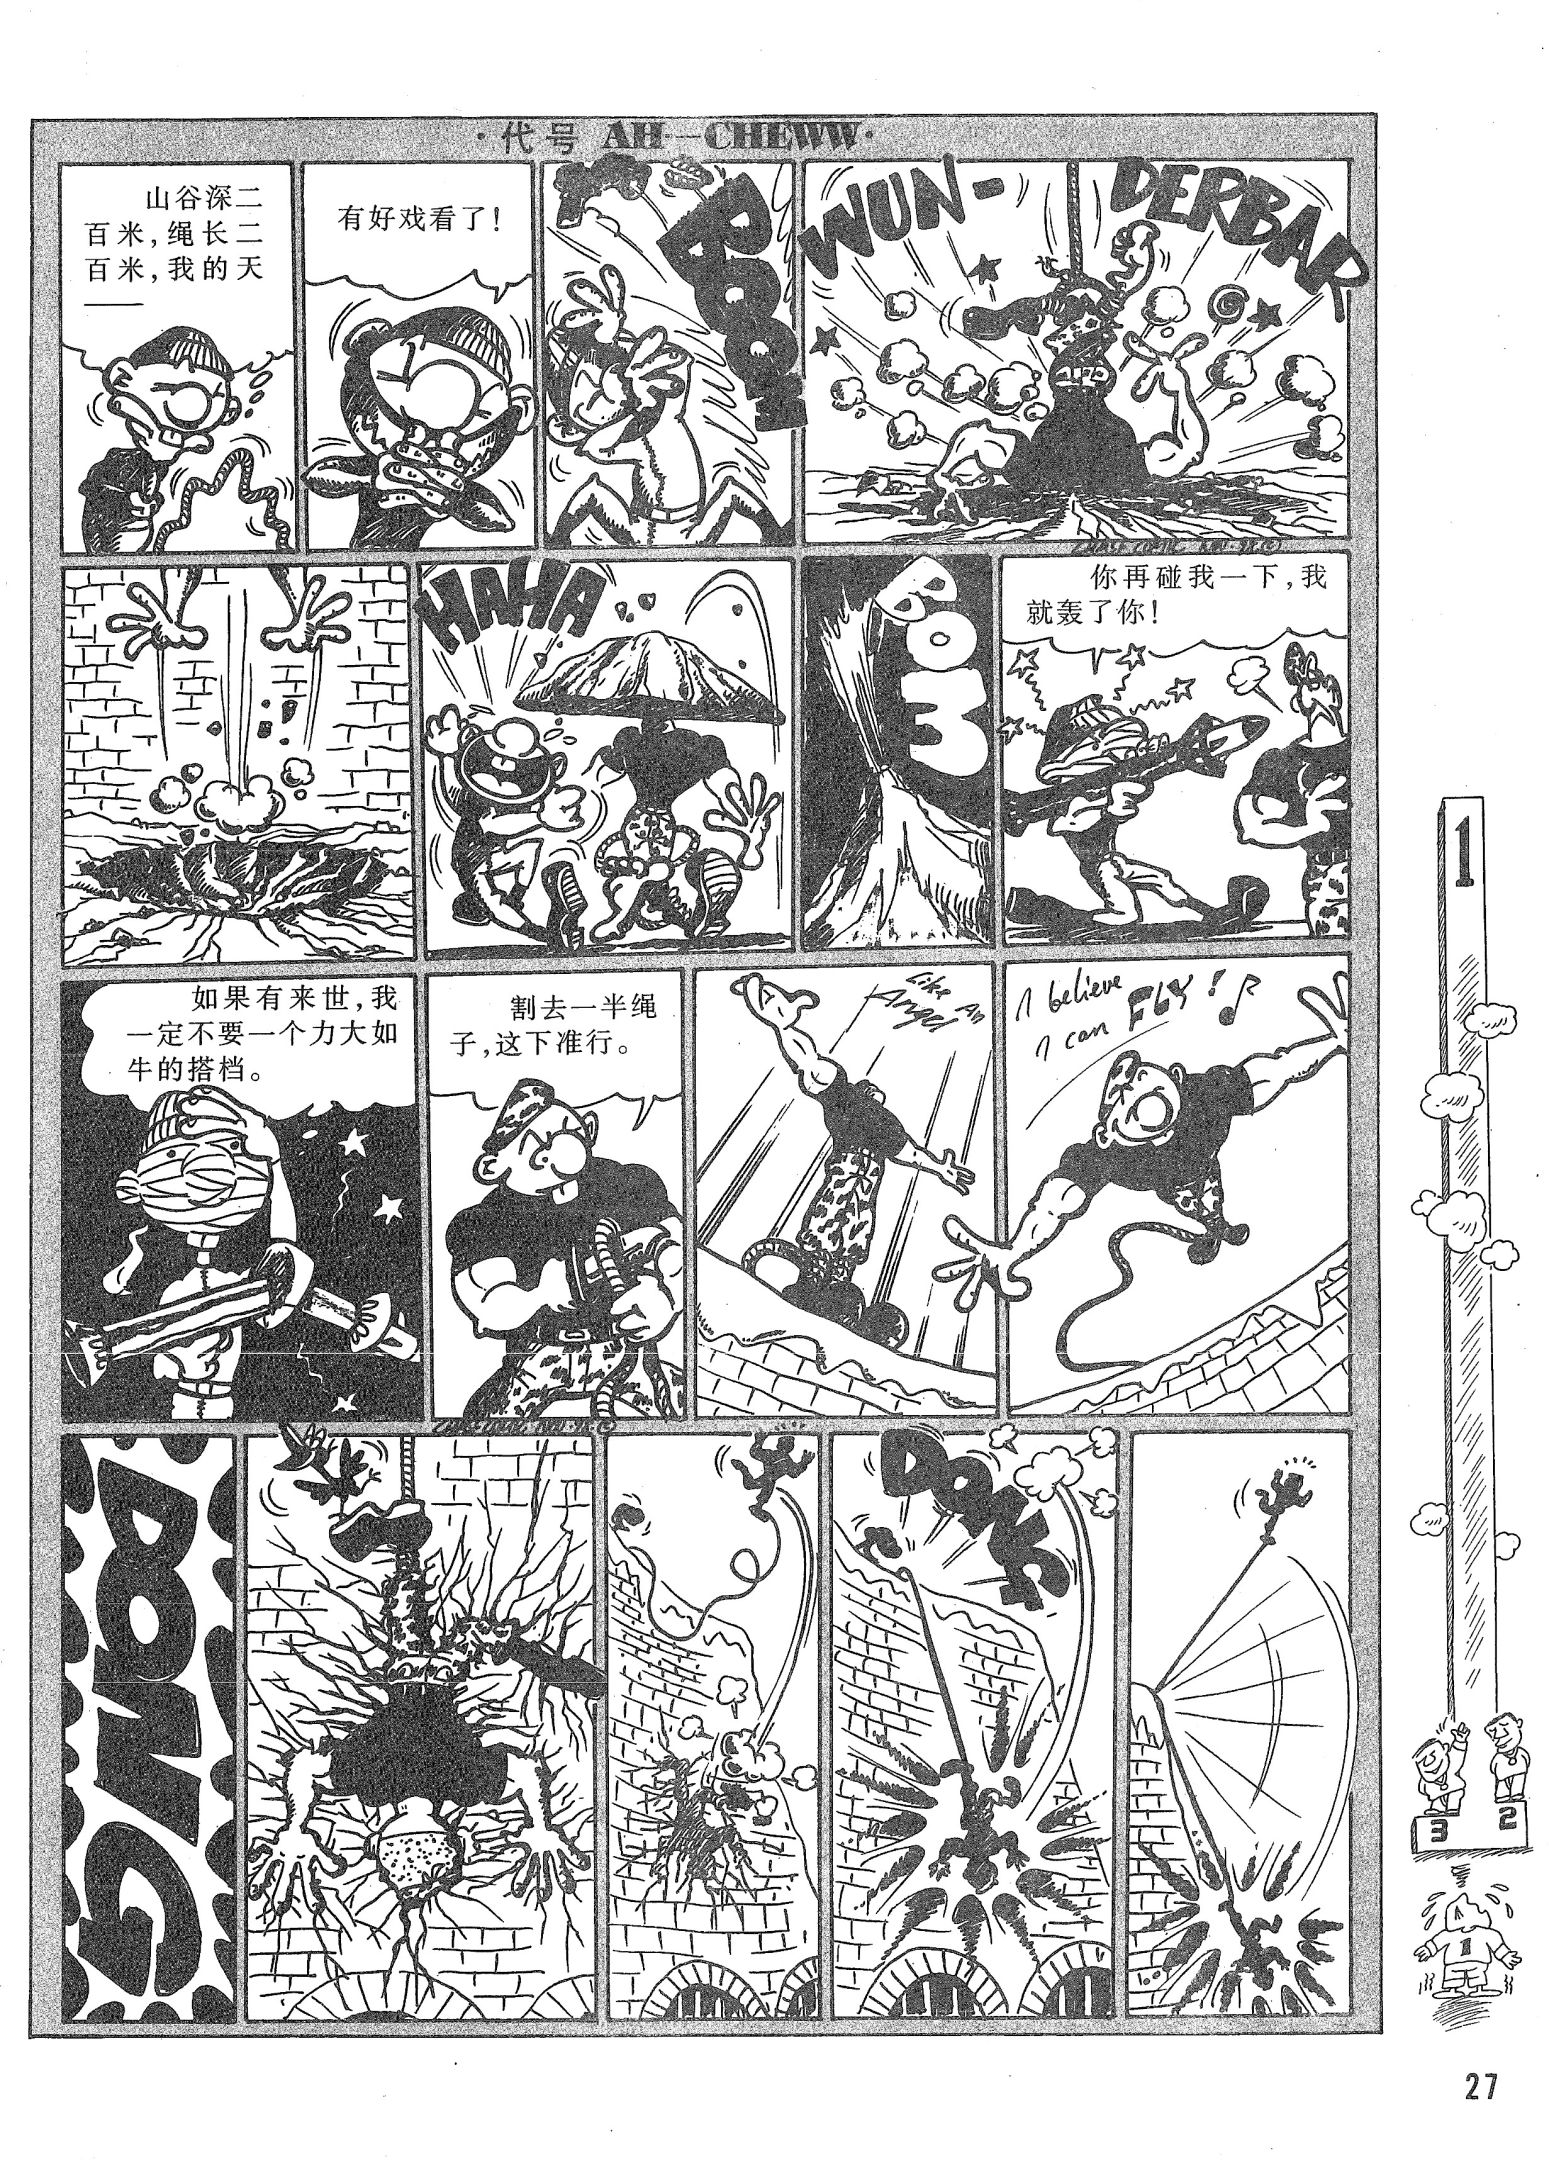 ·代号 AH—CHEWW·
山谷深二
百米，绳长二
百米，我的天
——
有好戏看了！
BOOM
WUN-
DERBAR
HAHA
BOM
你再碰我一下，我
就轰了你！
如果有来世，我
一定不要一个力大如
牛的搭档。
割去一半绳
子，这下准行。
Like An
Angel
I believe
I can FLY!
DONG
DONG
1
3
2
1
27